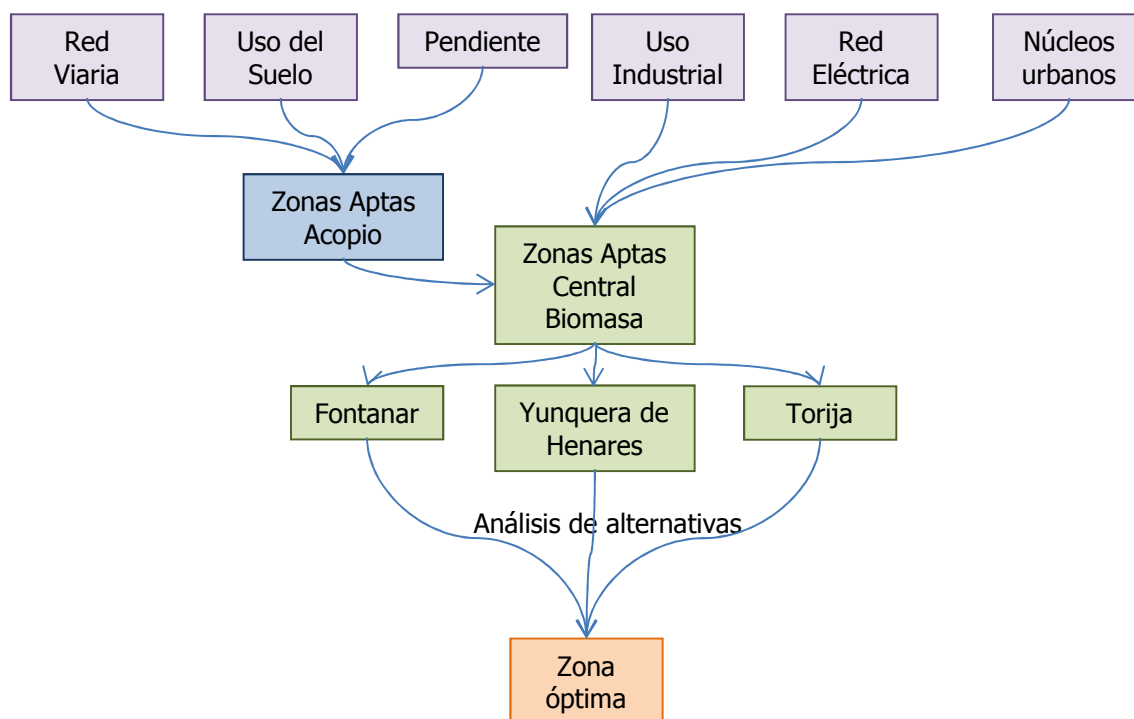 Red
Viaria
Uso del
Suelo
Pendiente
Uso
Industrial
Red
Eléctrica
Núcleos
urbanos
Zonas Aptas
Acopio
Zonas Aptas
Central
Biomasa
Fontanar
Yunquera de
Henares
Torija
Análisis de alternativas
Zona
óptima